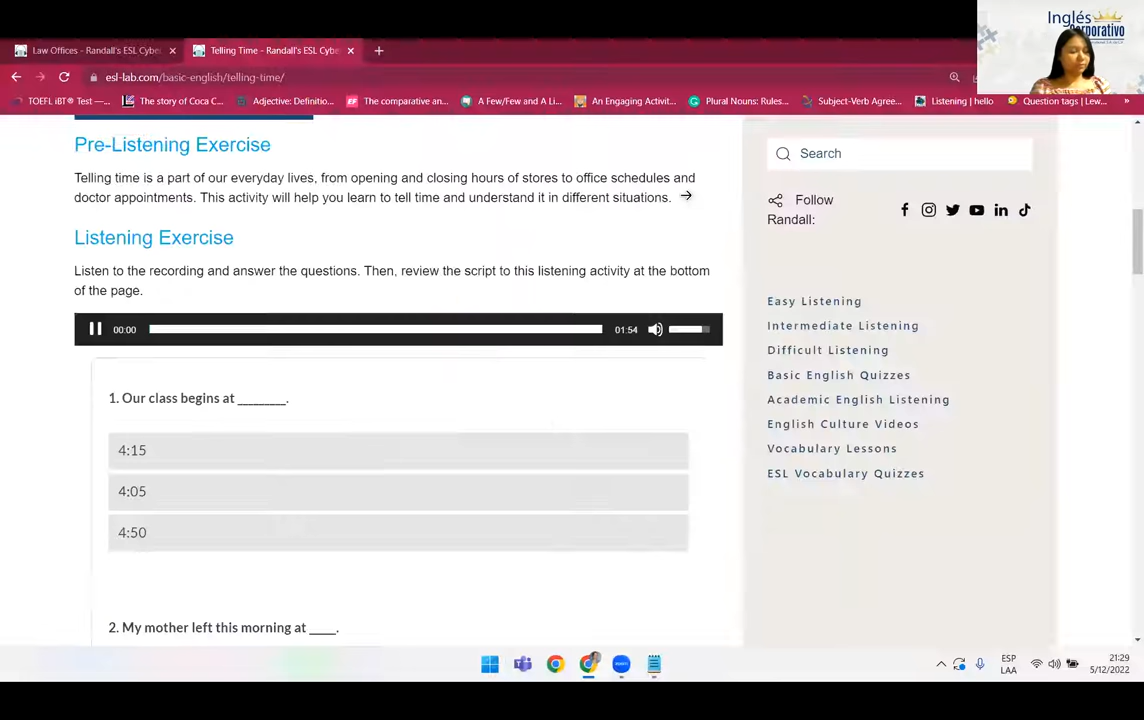 Inglés
Corporativo
Law Offices - Randall's ESL Cybe
Telling Time - Randall's ESL Cybe
esl-lab.com/basic-english/telling-time/
TOEFL iBT® Test —...
The story of Coca C...
Adjective: Definitio...
EF
The comparative an...
A Few/Few and A Li...
An Engaging Activit...
Plural Nouns: Rules...
Subject-Verb Agree...
Listening | hello
Question tags | Lew...
»
Pre-Listening Exercise
Telling time is a part of our everyday lives, from opening and closing hours of stores to office schedules and
doctor appointments. This activity will help you learn to tell time and understand it in different situations.
Listening Exercise
Listen to the recording and answer the questions. Then, review the script to this listening activity at the bottom
of the page.
00:00
01:54
1. Our class begins at ________.
4:15
4:05
4:50
2. My mother left this morning at ____.
Search
Follow
Randall:
Easy Listening
Intermediate Listening
Difficult Listening
Basic English Quizzes
Academic English Listening
English Culture Videos
Vocabulary Lessons
ESL Vocabulary Quizzes
ESP
LAA
21:29
5/12/2022